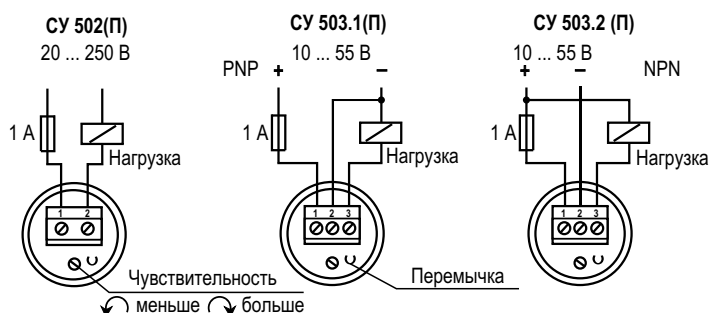 СУ 502(П)
20 ... 250 В
1 А
Нагрузка
1 2
СУ 503.1(П)
10 ... 55 В
PNP + –
1 А
Нагрузка
1 2 3
СУ 503.2 (П)
10 ... 55 В
+ – NPN
1 А
Нагрузка
1 2 3
Чувствительность
меньше больше
Перемычка